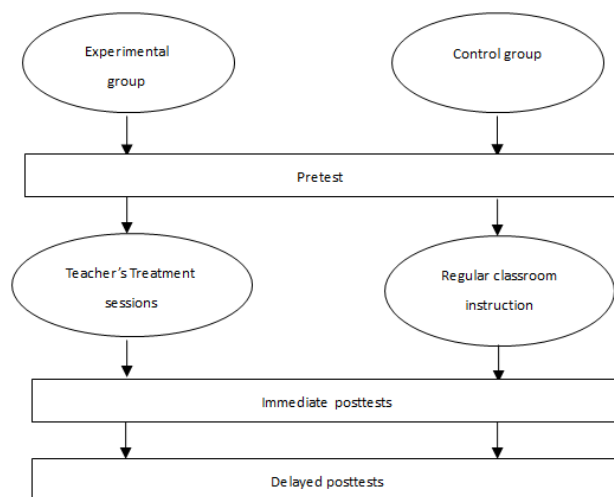 Experimental
group
Control group
Pretest
Teacher’s Treatment
sessions
Regular classroom
instruction
Immediate posttests
Delayed posttests